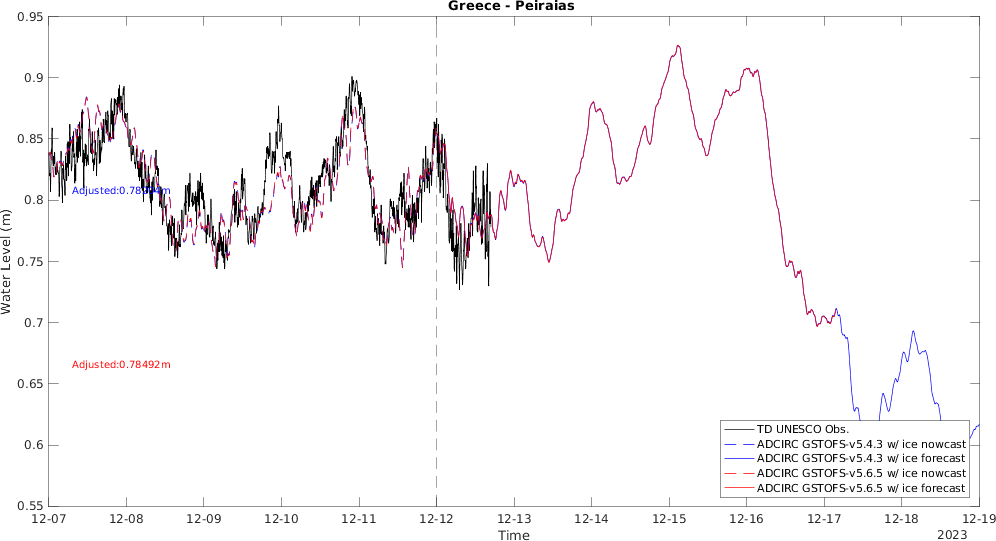 Greece - Peiraias
0.95
0.9
0.85
0.8
0.75
0.7
0.65
0.6
0.55
Water Level (m)
Adjusted:0.78492m
TD UNESCO Obs.
ADCIRC GSTOFS-v5.4.3 w/ ice nowcast
ADCIRC GSTOFS-v5.4.3 w/ ice forecast
ADCIRC GSTOFS-v5.6.5 w/ ice nowcast
ADCIRC GSTOFS-v5.6.5 w/ ice forecast
12-07 12-08 12-09 12-10 12-11 12-12 12-13 12-14 12-15 12-16 12-17 12-18 12-19
Time
2023